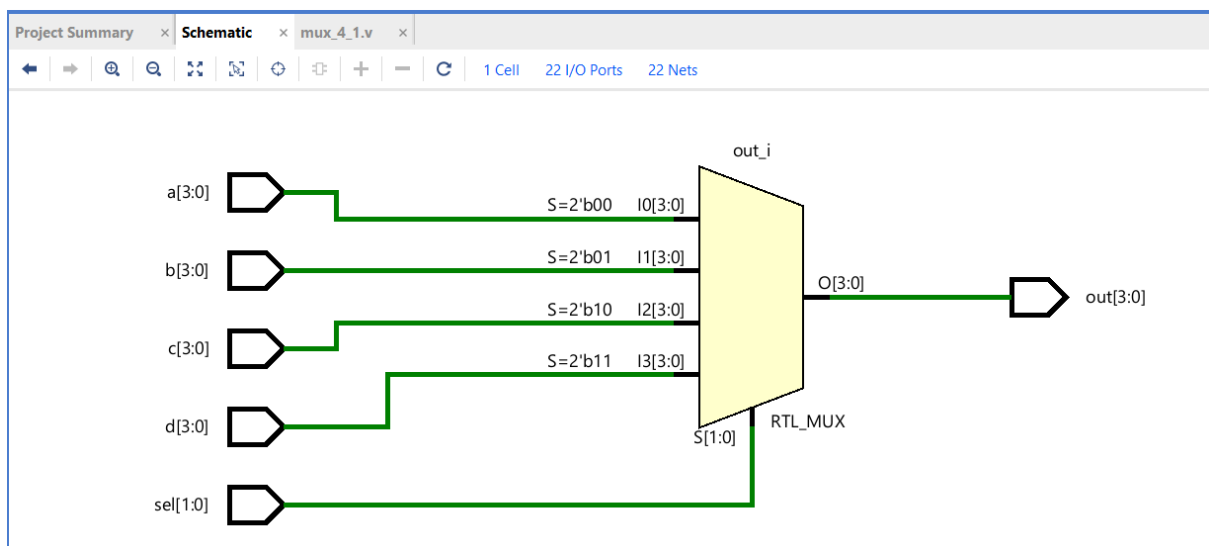 Project Summary × Schematic × mux_4_1.v ×
1 Cell 22 I/O Ports 22 Nets
out_i
a[3:0] S=2'b00 I0[3:0]
b[3:0] S=2'b01 I1[3:0]
O[3:0] out[3:0]
c[3:0] S=2'b10 I2[3:0]
d[3:0] S=2'b11 I3[3:0]
S[1:0] RTL_MUX
sel[1:0]